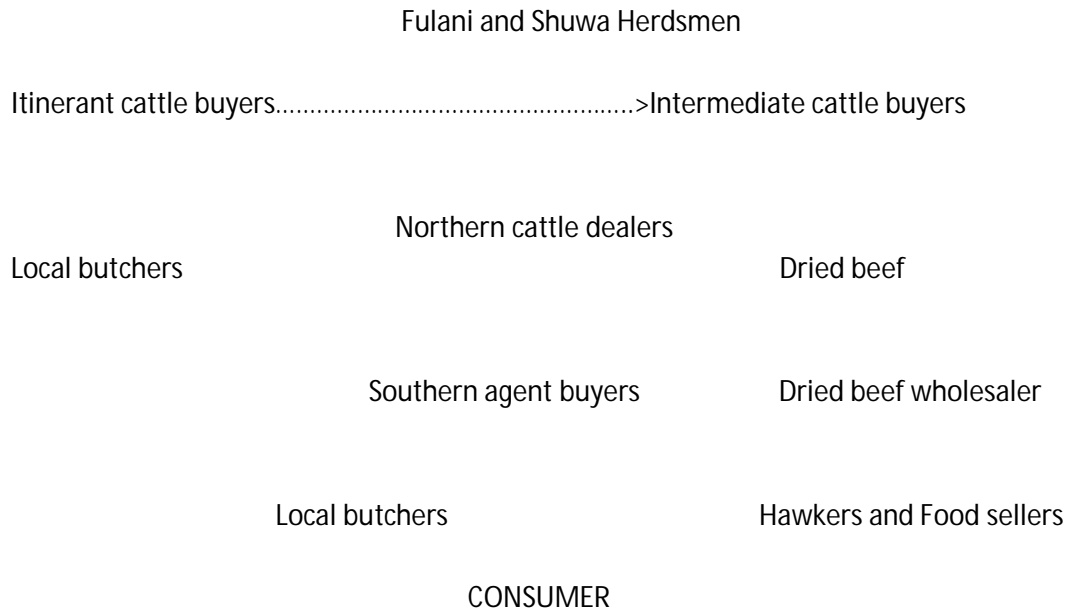 Fulani and Shuwa Herdsmen
Itinerant cattle buyers....................................................>Intermediate cattle buyers
Northern cattle dealers
Local butchers Dried beef
Southern agent buyers Dried beef wholesaler
Local butchers Hawkers and Food sellers
CONSUMER